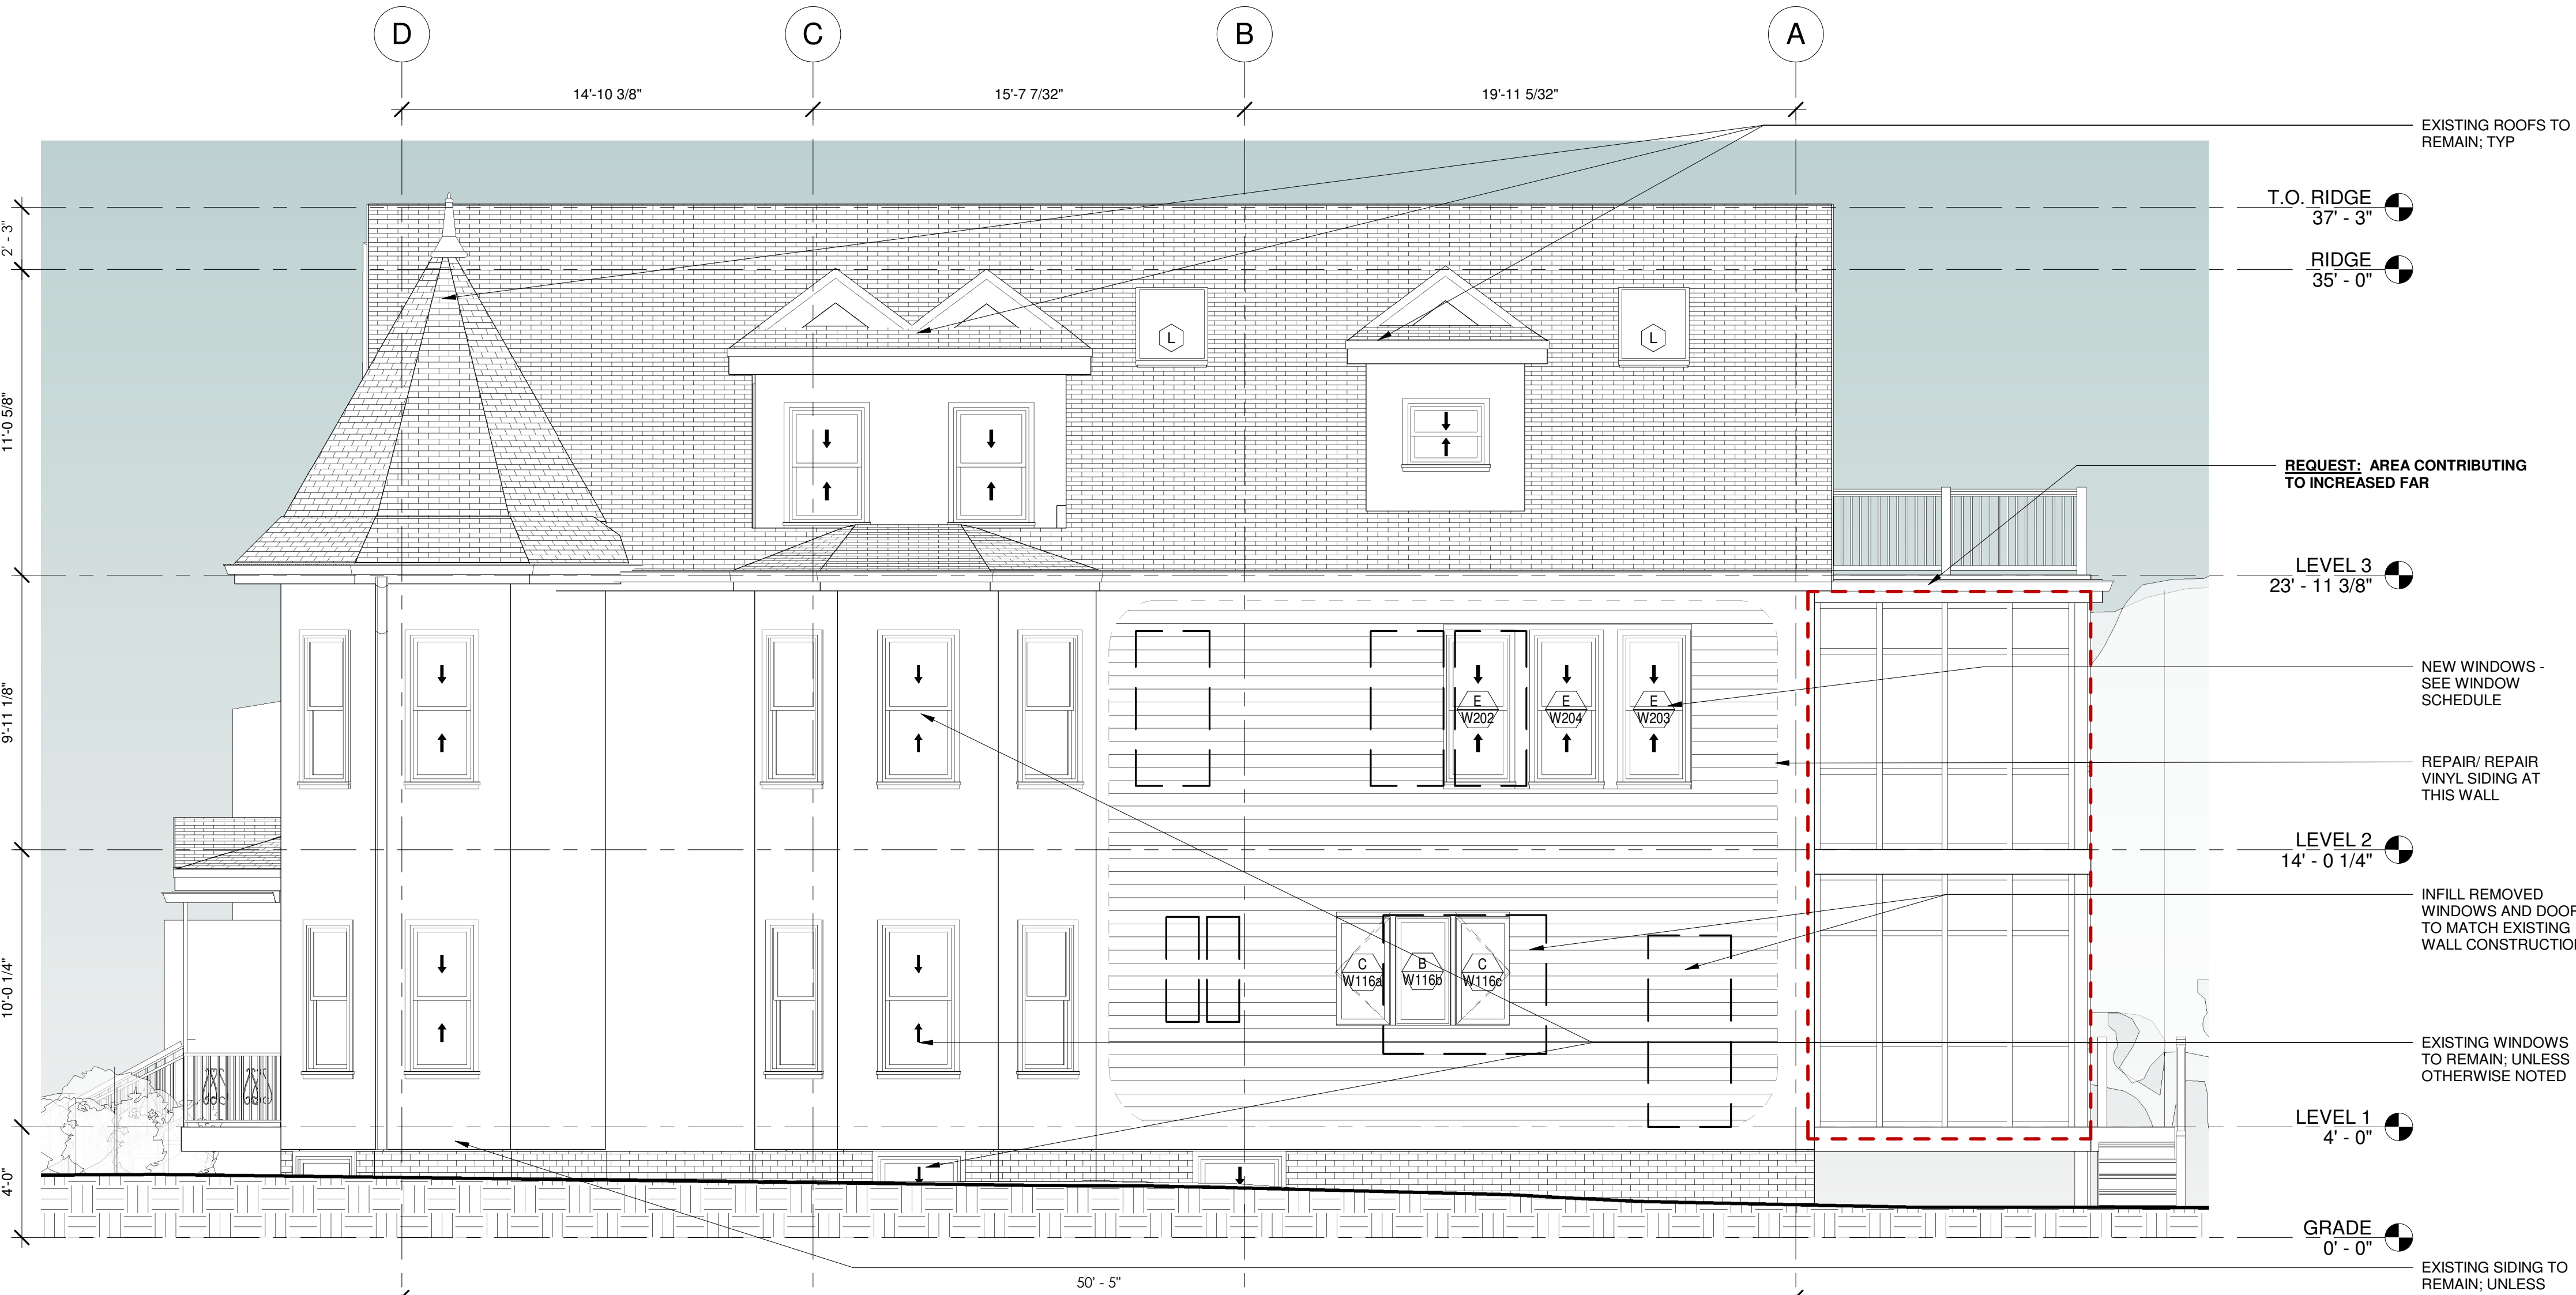 D
C
B
A
14'-10 3/8"
15'-7 7/32"
19'-11 5/32"
EXISTING ROOFS TO
REMAIN; TYP
T.O. RIDGE
37' - 3"
2' - 3"
RIDGE
35' - 0"
L
L
11'-0 5/8"
REQUEST: AREA CONTRIBUTING
TO INCREASED FAR
LEVEL 3
23' - 11 3/8"
NEW WINDOWS -
SEE WINDOW
SCHEDULE
E
W202
E
W204
E
W203
9'-11 1/8"
REPAIR/ REPAIR
VINYL SIDING AT
THIS WALL
LEVEL 2
14' - 0 1/4"
INFILL REMOVED
WINDOWS AND DOOR
TO MATCH EXISTING
WALL CONSTRUCTION
C
W116a
B
W116b
C
W116c
10'-0 1/4"
EXISTING WINDOWS
TO REMAIN; UNLESS
OTHERWISE NOTED
LEVEL 1
4' - 0"
4'-0"
GRADE
0' - 0"
50' - 5"
EXISTING SIDING TO
REMAIN; UNLESS